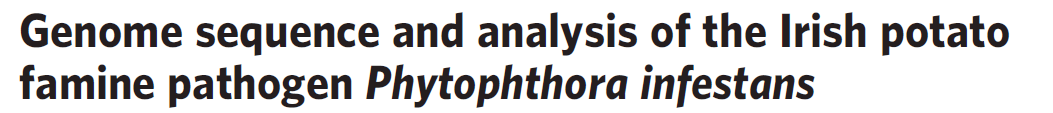 Genome sequence and analysis of the Irish potato
famine pathogen Phytophthora infestans